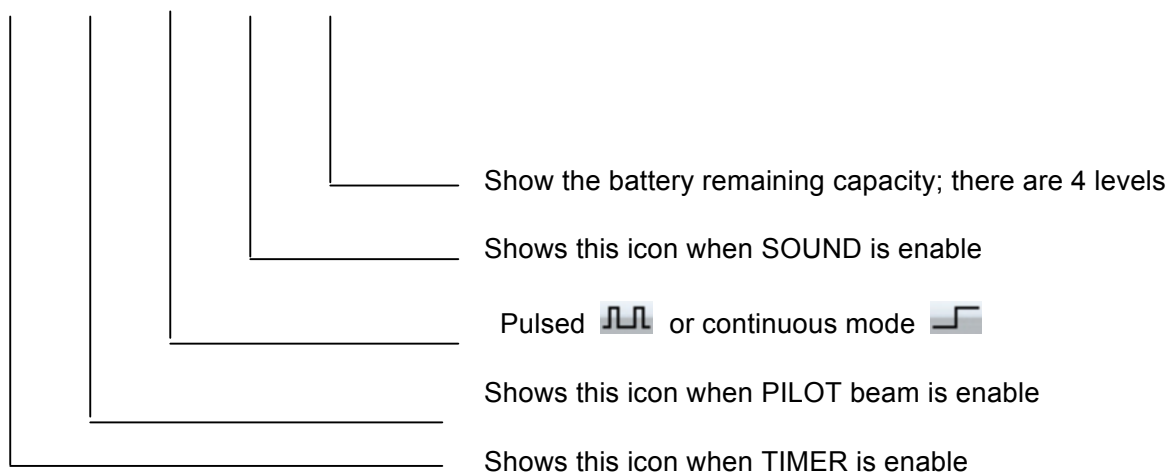 Show the battery remaining capacity; there are 4 levels
Shows this icon when SOUND is enable
Pulsed or continuous mode
Shows this icon when PILOT beam is enable
Shows this icon when TIMER is enable